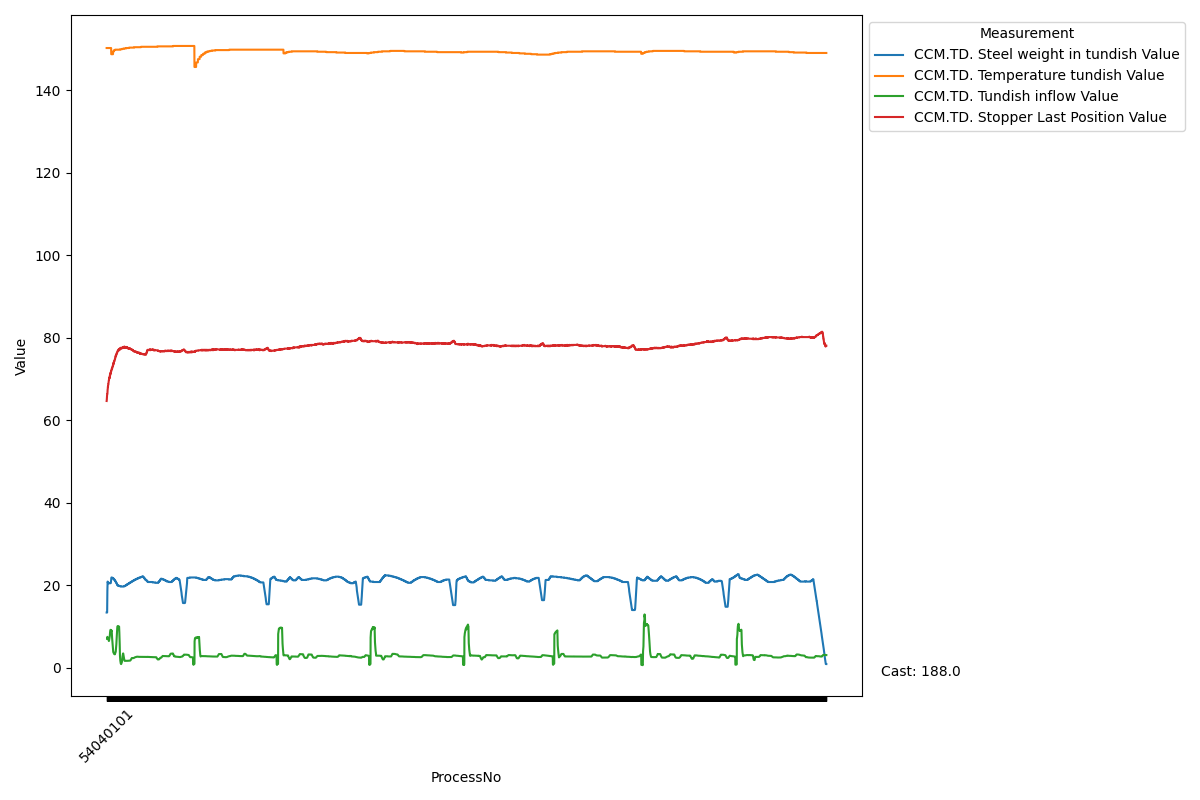 Measurement
CCM.TD. Steel weight in tundish Value
CCM.TD. Temperature tundish Value
CCM.TD. Tundish inflow Value
CCM.TD. Stopper Last Position Value
140
120
100
80
60
40
20
0
Value
Cast: 188.0
54040101
ProcessNo